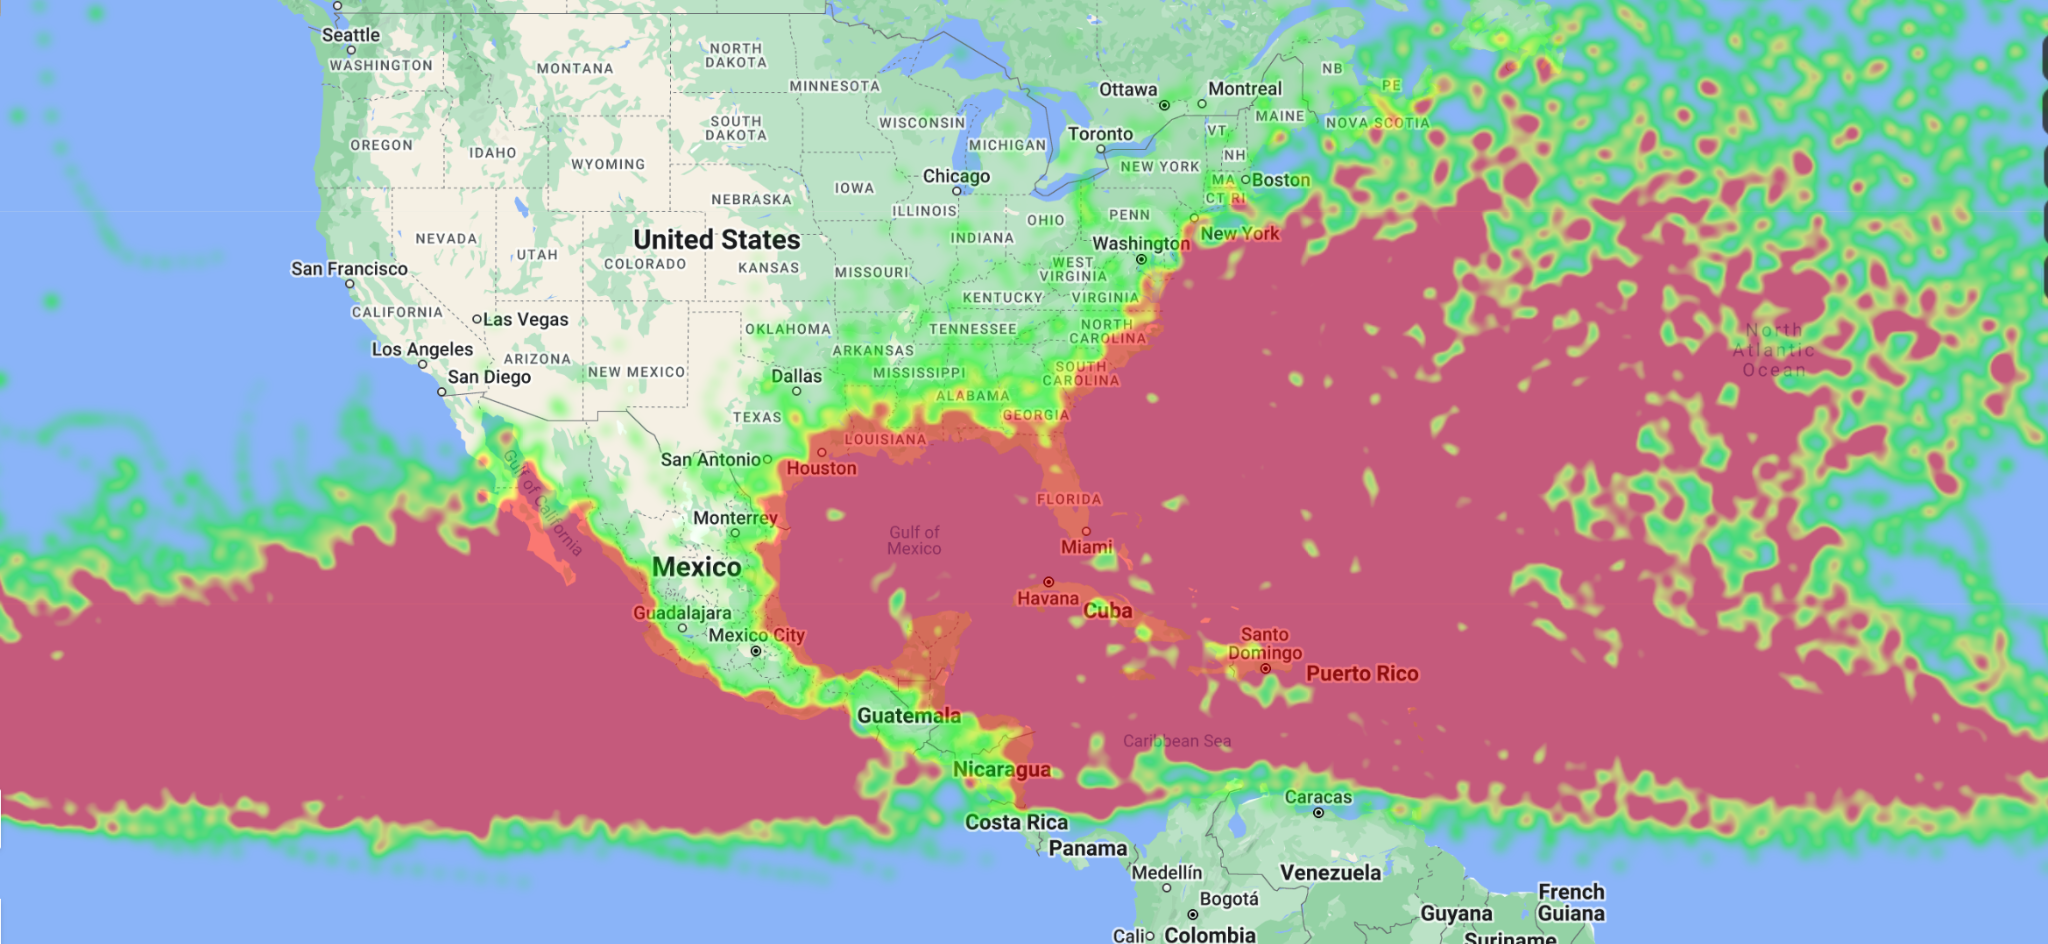 Seattle
WASHINGTON
MONTANA
NORTH
DAKOTA
MINNESOTA
Ottawa
Montreal
NB
PE
MAINE
NOVA SCOTIA
OREGON
IDAHO
SOUTH
DAKOTA
WISCONSIN
MICHIGAN
Toronto
VT
NH
WYOMING
NEW YORK
Chicago
MA
Boston
IOWA
CT RI
NEBRASKA
ILLINOIS
OHIO
PENN
New York
NEVADA
UTAH
United States
INDIANA
Washington
COLORADO
KANSAS
MISSOURI
WEST
VIRGINIA
San Francisco
CALIFORNIA
KENTUCKY
VIRGINIA
Las Vegas
OKLAHOMA
TENNESSEE
NORTH
CAROLINA
North
Atlantic
Ocean
Los Angeles
ARIZONA
NEW MEXICO
ARKANSAS
MISSISSIPPI
SOUTH
CAROLINA
San Diego
Dallas
ALABAMA
TEXAS
GEORGIA
LOUISIANA
San Antonio
Houston
Gulf of California
FLORIDA
Monterrey
Gulf of
Mexico
Miami
Mexico
Havana
Cuba
Guadalajara
Mexico City
Santo
Domingo
Puerto Rico
Guatemala
Caribbean Sea
Nicaragua
Caracas
Costa Rica
Panama
Medellín
Venezuela
Bogotá
French
Guiana
Guyana
Cali
Colombia
Suriname